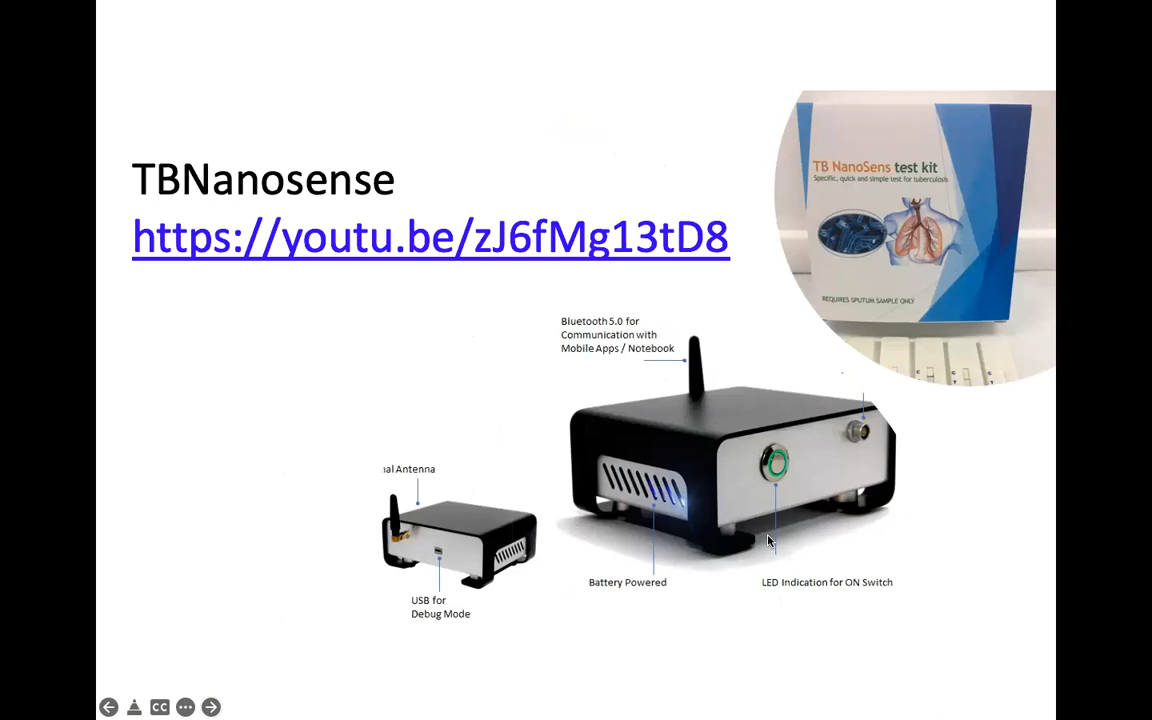 TBNanosense
https://youtu.be/zJ6fMg13tD8
TB NanoSens test kit
Specific, quick and simple test for tuberculosis
REQUIRES SPUTUM SAMPLE ONLY
Bluetooth 5.0 for
Communication with
Mobile Apps / Notebook
Antenna
USB for
Debug Mode
Battery Powered
LED Indication for ON Switch
CC